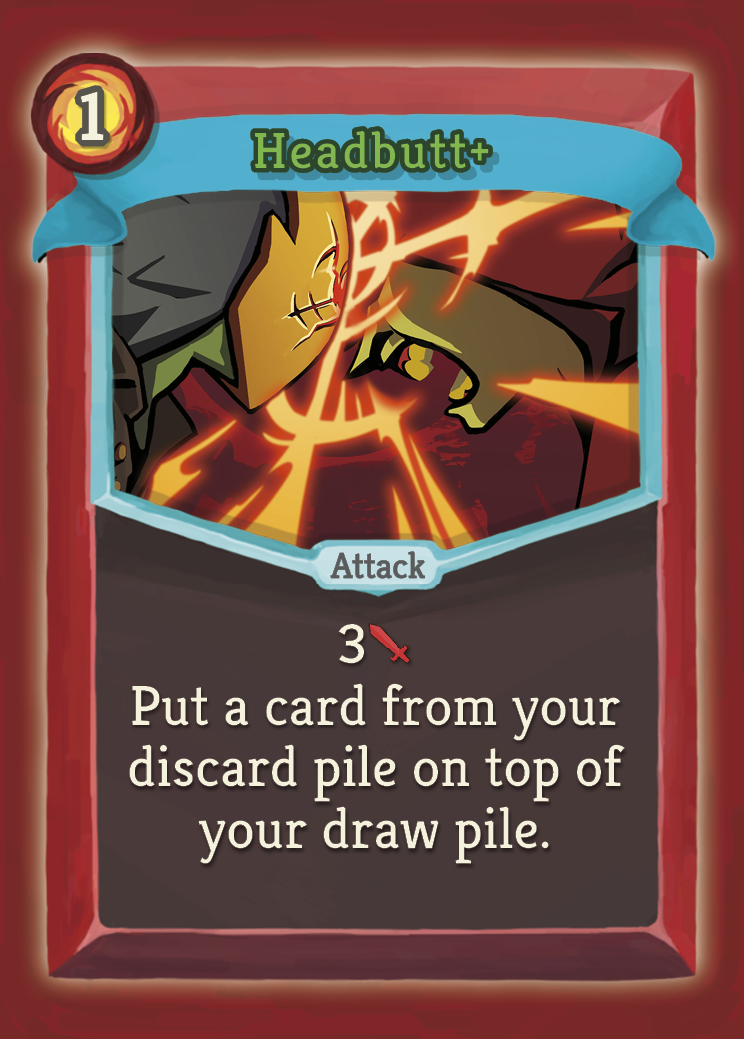 1
Headbutt+
Attack
3
Put a card from your
discard pile on top of
your draw pile.